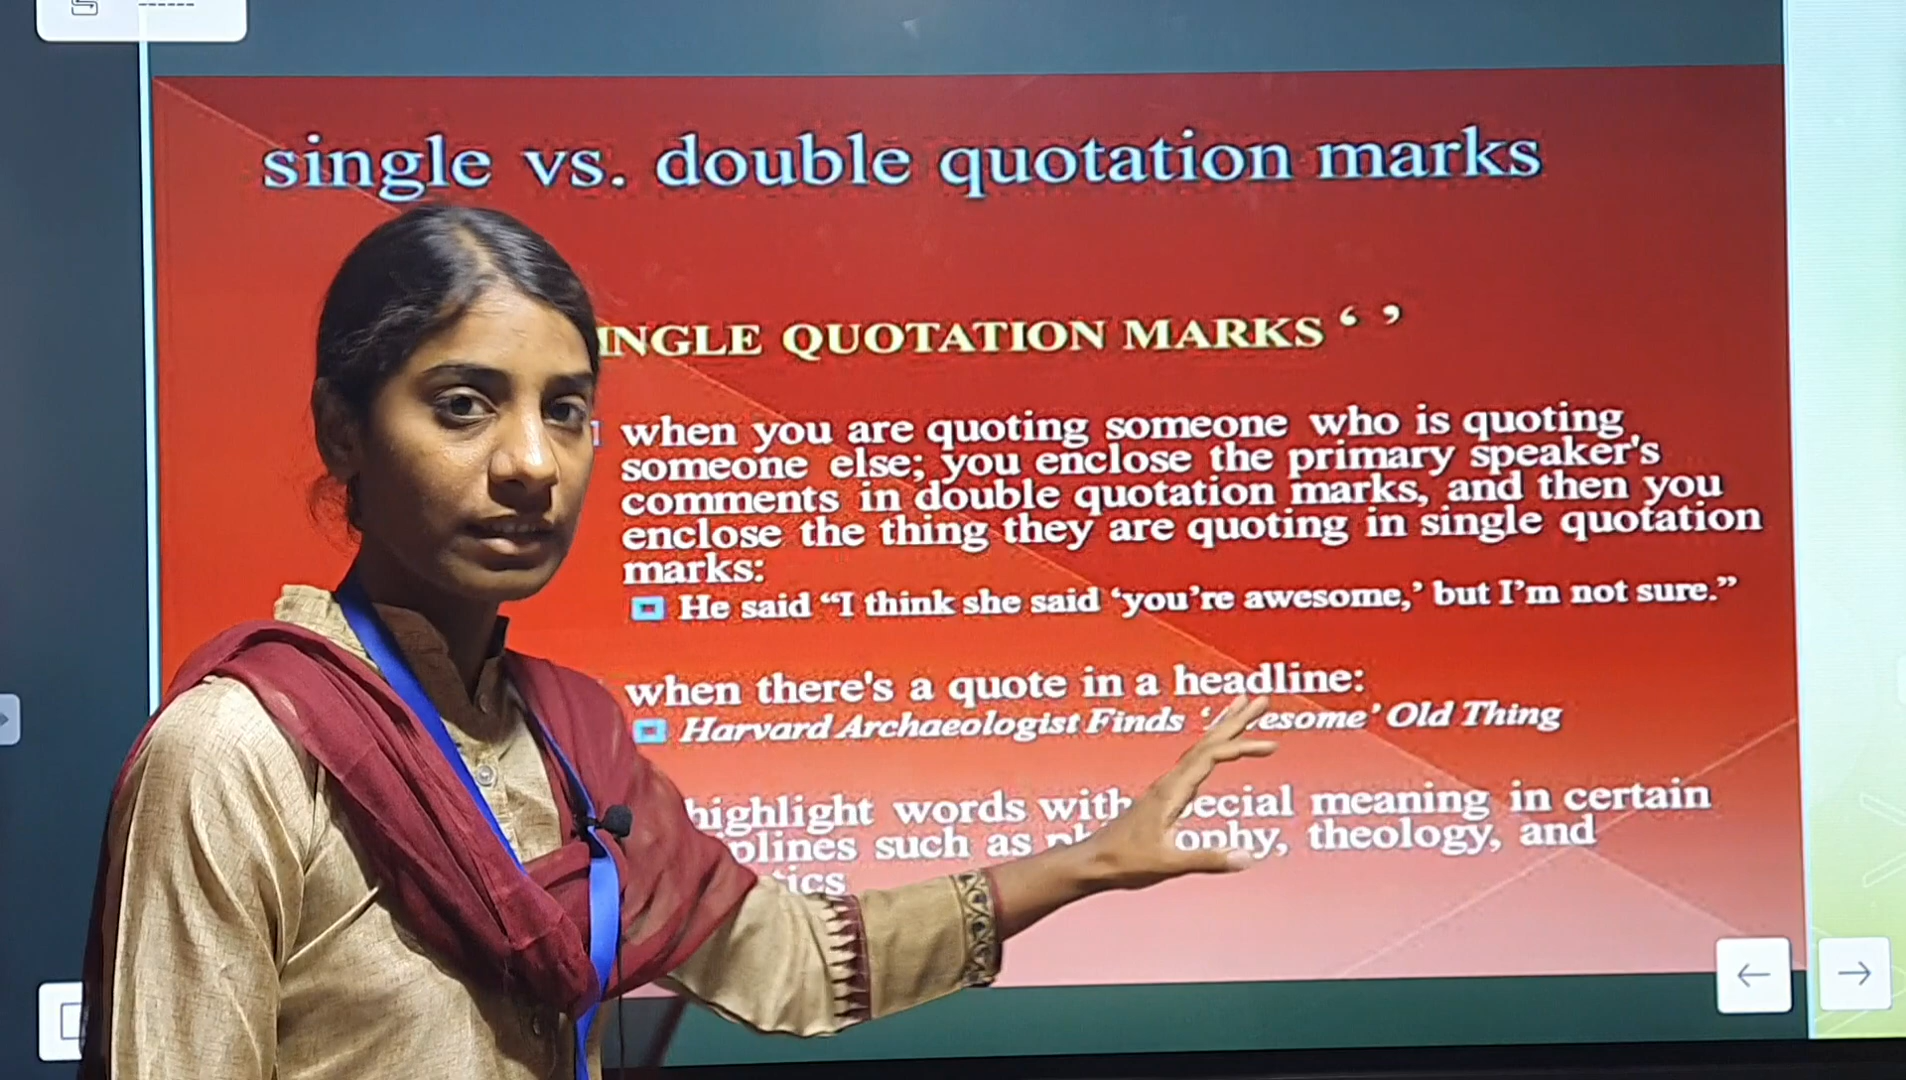 single vs. double quotation marks
INGLE QUOTATION MARKS ‘ ’
when you are quoting someone who is quoting
someone else; you enclose the primary speaker's
comments in double quotation marks, and then you
enclose the thing they are quoting in single quotation
marks:
He said “I think she said ‘you’re awesome,’ but I’m not sure.”
when there's a quote in a headline:
Harvard Archaeologist Finds ‘ esome’ Old Thing
highlight words with ecial meaning in certain
plines such as ophy, theology, and
tics